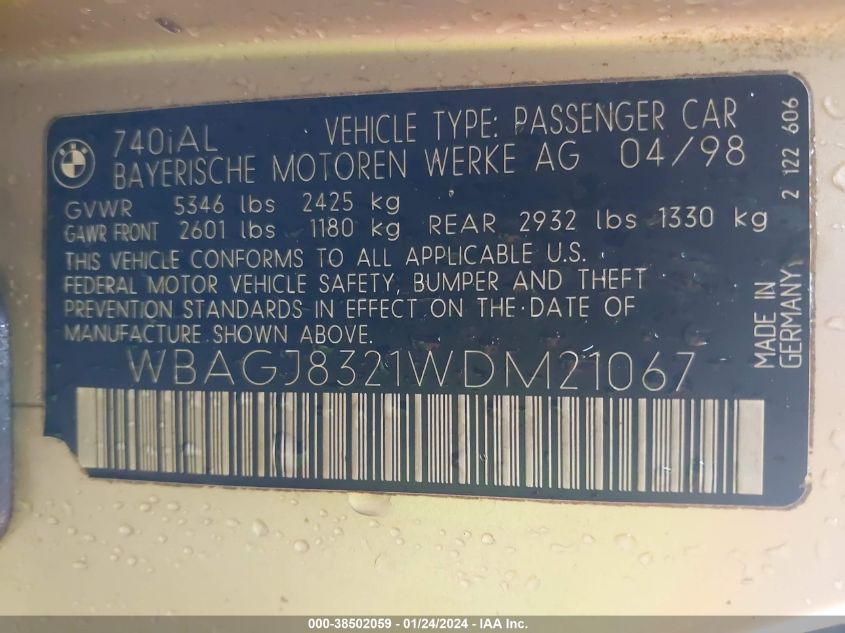 BMW
740iAL VEHICLE TYPE: PASSENGER CAR
BAYERISCHE MOTOREN WERKE AG 04/98
GVWR 5346 lbs 2425 kg
GAWR FRONT 2601 lbs 1180 kg REAR 2932 lbs 1330 kg
THIS VEHICLE CONFORMS TO ALL APPLICABLE U.S.
FEDERAL MOTOR VEHICLE SAFETY, BUMPER AND THEFT
PREVENTION STANDARDS IN EFFECT ON THE DATE OF
MANUFACTURE SHOWN ABOVE.
WBAGJ8321WDM21067
2 122 606
MADE IN
GERMANY
000-38502059 - 01/24/2024 - IAA Inc.